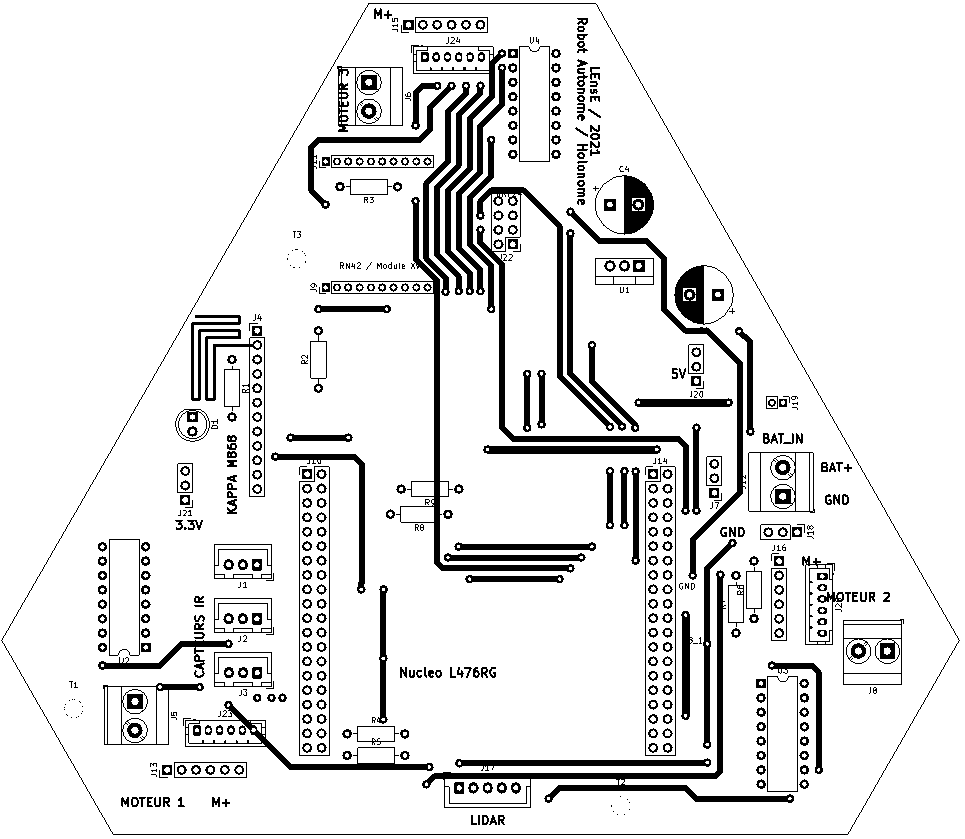 M+
J15
J24
U4
MOTEUR 3
J6
LEnsE / 2021
Robot Autonome / Holonome
J11
R3
C4
+
T3
RN42 / Module X
J9
J22
U1
+
J4
R2
R1
5V
J20
J19
D1
KAPPA M868
J21
3.3V
BAT_IN
BAT+
GND
J12
J7
J10
J14
R9
R8
GND
J18
J16
M+
J1
GND
MOTEUR 2
J2
CAPTEURS IR
U2
J3
Nucleo L476RG
T1
J5
J23
J8
R4
R5
J13
MOTEUR 1
M+
J17
T2
LIDAR